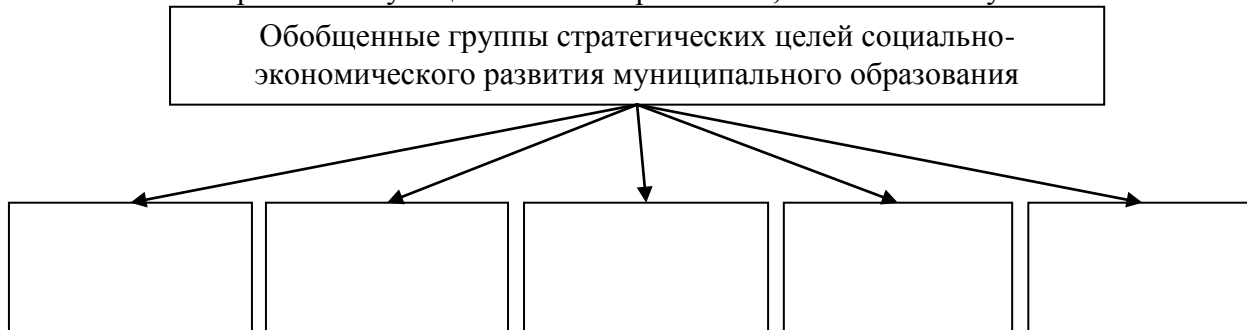 Обобщенные группы стратегических целей социально-
экономического развития муниципального образования